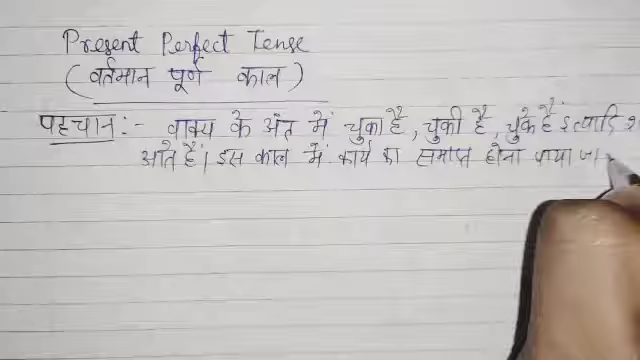 Present Perfect Tense
( वर्तमान पूर्ण काल )
पहचान :- वाक्य के अंत में चुका है, चुकी है, चुके हैं इत्यादि
आते हैं। इस काल में कार्य का समाप्त होना पाया जा